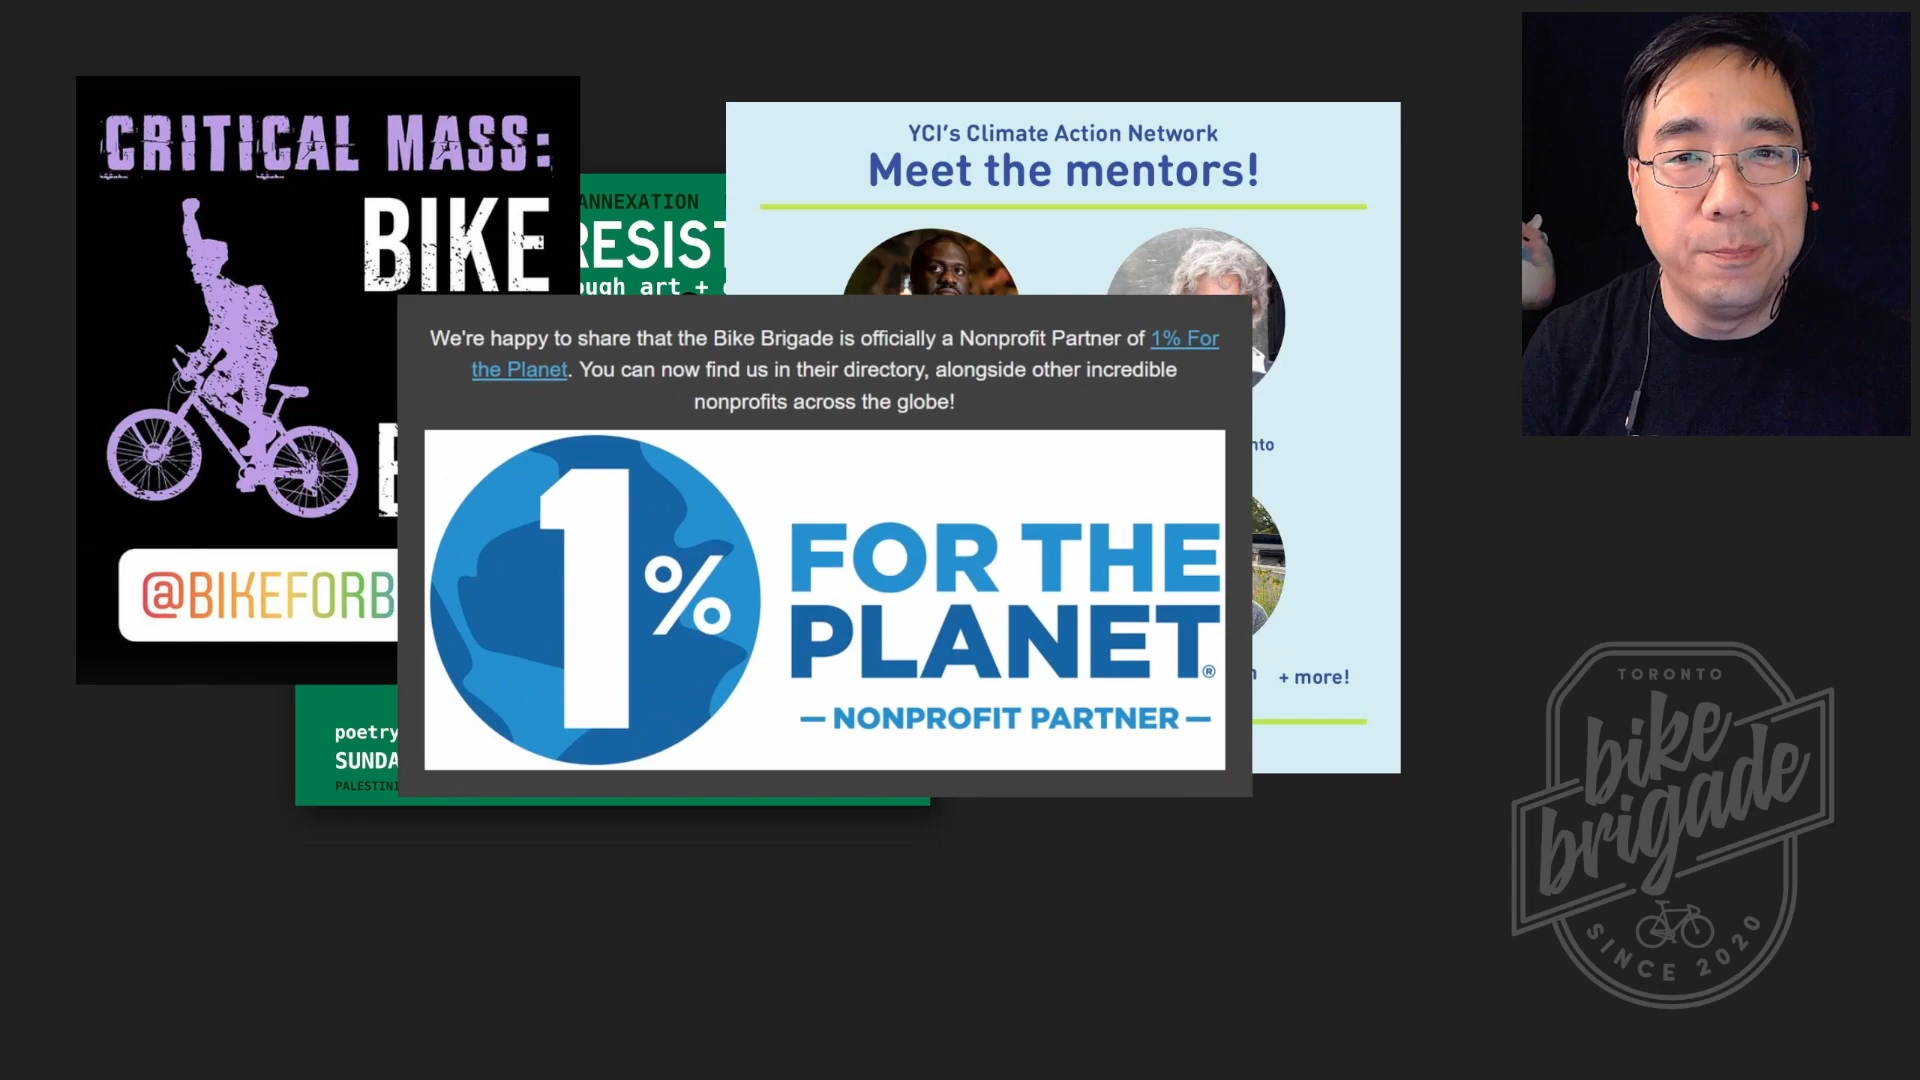 CRITICAL MASS:
BIKE
@BIKEFORB
ANNEXATION
RESIST
ough art +
poetry
SUNDA
PALESTINI
YCI's Climate Action Network
Meet the mentors!
nto
+ more!
We're happy to share that the Bike Brigade is officially a Nonprofit Partner of 1% For
the Planet. You can now find us in their directory, alongside other incredible
nonprofits across the globe!
1%
FOR THE
PLANET®
— NONPROFIT PARTNER —
TORONTO
bike
brigade
SINCE 2020